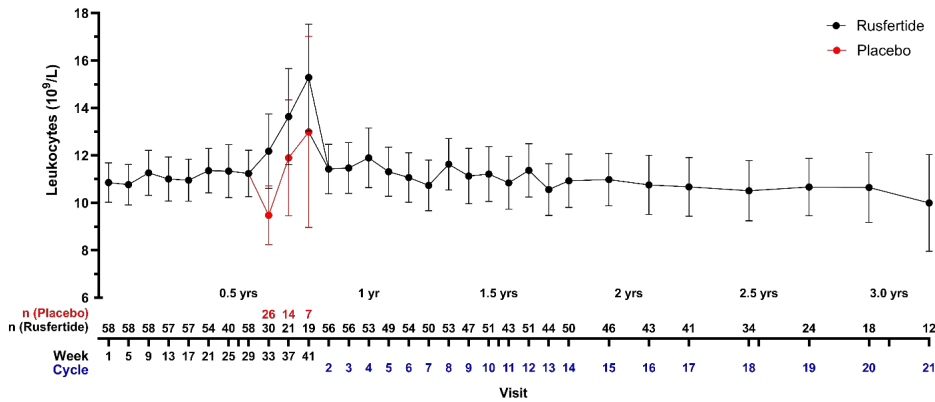 18
16
14
12
10
8
6
Leukocytes (10⁹/L)
Rusfertide
Placebo
0.5 yrs 1 yr 1.5 yrs 2 yrs 2.5 yrs 3.0 yrs
n (Placebo) 26 14 7
n (Rusfertide) 58 58 58 57 57 54 40 58 30 21 19 56 56 53 49 54 50 53 47 51 43 51 44 50 46 43 41 34 24 18 12
Week 1 5 9 13 17 21 25 29 33 37 41
Cycle 2 3 4 5 6 7 8 9 10 11 12 13 14 15 16 17 18 19 20 21
Visit